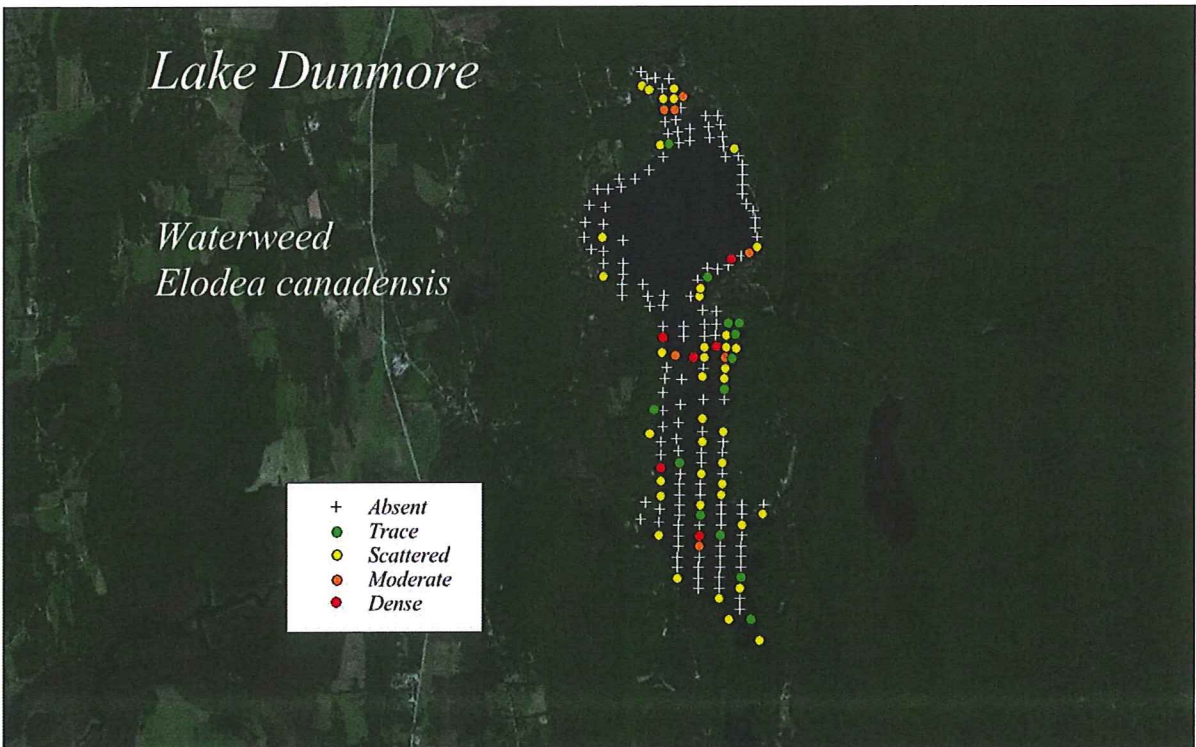 Lake Dunmore
Waterweed
Elodea canadensis
Absent
Trace
Scattered
Moderate
Dense